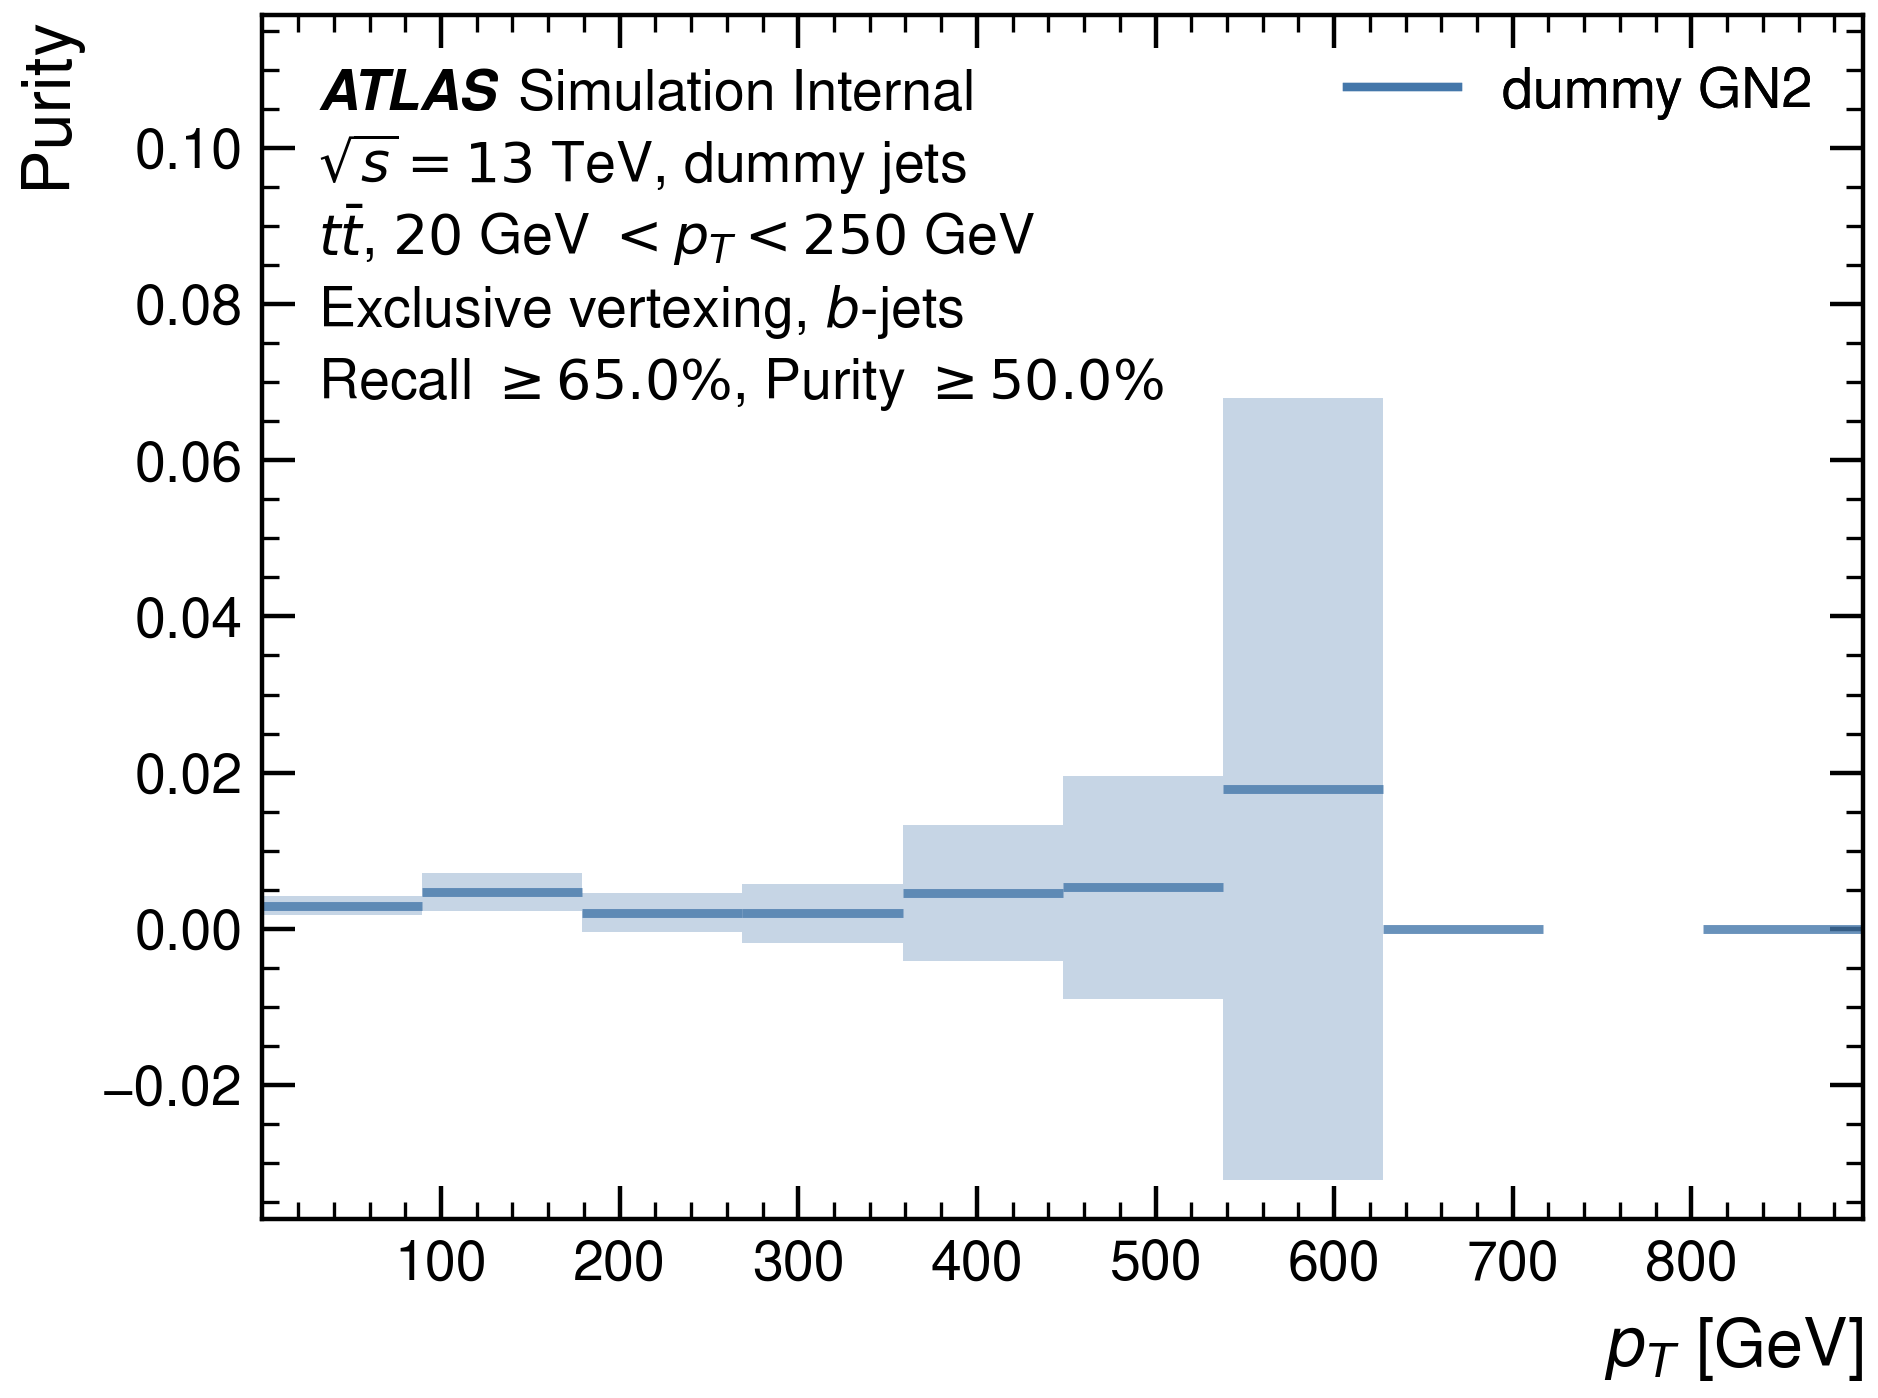 Purity
ATLAS Simulation Internal
√s = 13 TeV, dummy jets
tt̄, 20 GeV < p_T < 250 GeV
Exclusive vertexing, b-jets
Recall ≥ 65.0%, Purity ≥ 50.0%
dummy GN2
0.10
0.08
0.06
0.04
0.02
0.00
−0.02
100 200 300 400 500 600 700 800
p_T [GeV]